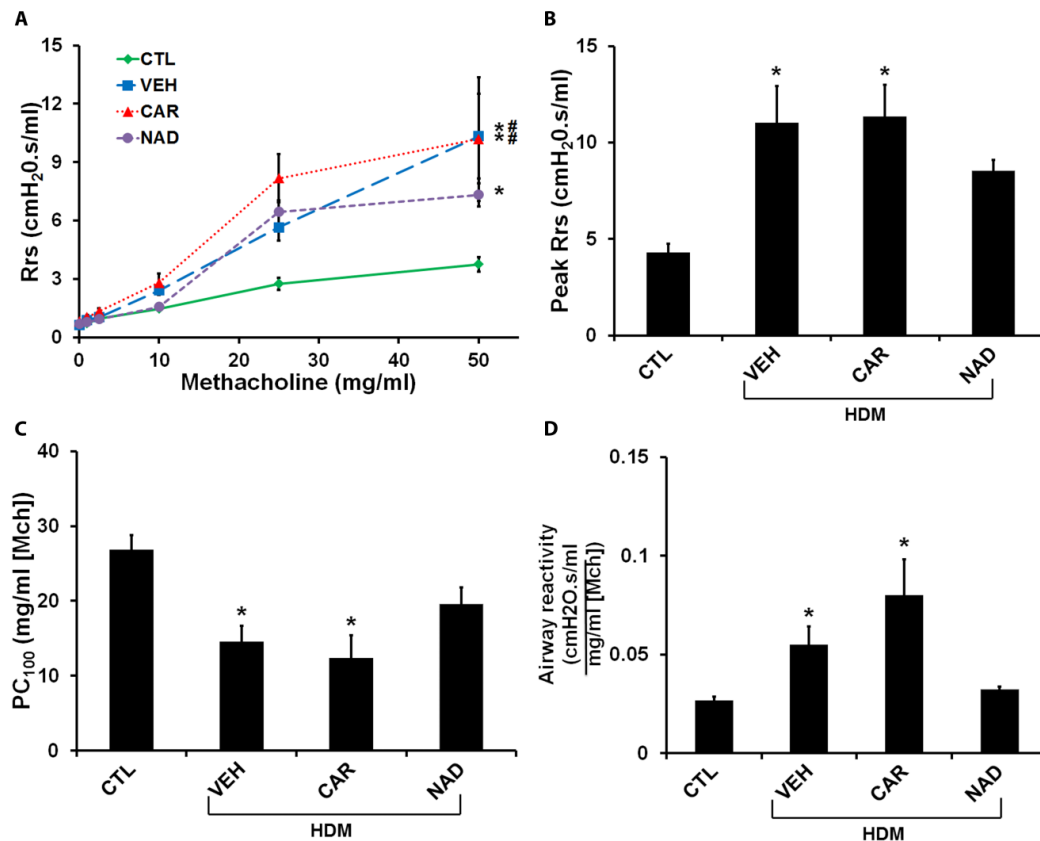 A
CTL
VEH
CAR
NAD
15
12
9
6
3
0
Rrs (cmH₂0.s/ml)
*#
*#
*
0 10 20 30 40 50
Methacholine (mg/ml)
B
15
10
5
0
Peak Rrs (cmH₂0.s/ml)
* *
CTL VEH CAR NAD
HDM
C
40
30
20
10
0
PC₁₀₀ (mg/ml [Mch])
* *
CTL VEH CAR NAD
HDM
D
0.15
0.1
0.05
0
Airway reactivity
(cmH2O.s/ml
mg/ml [Mch])
* *
CTL VEH CAR NAD
HDM